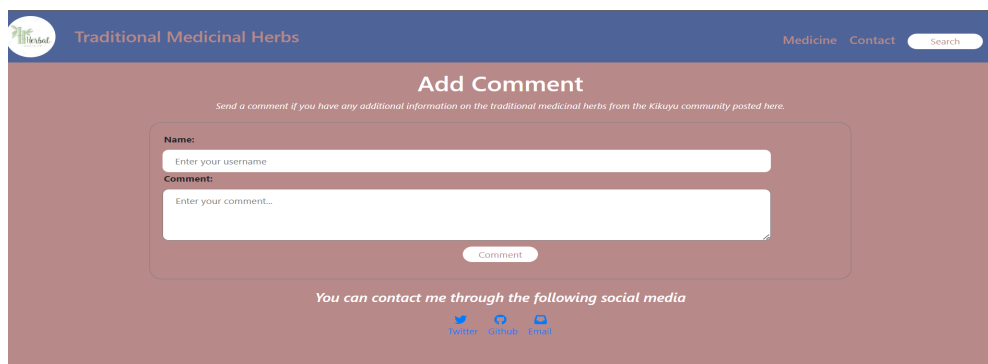 Herbal
Traditional Medicinal Herbs
Medicine Contact Search
Add Comment
Send a comment if you have any additional information on the traditional medicinal herbs from the Kikuyu community posted here.
Name:
Enter your username
Comment:
Enter your comment...
Comment
You can contact me through the following social media
Twitter Github Email